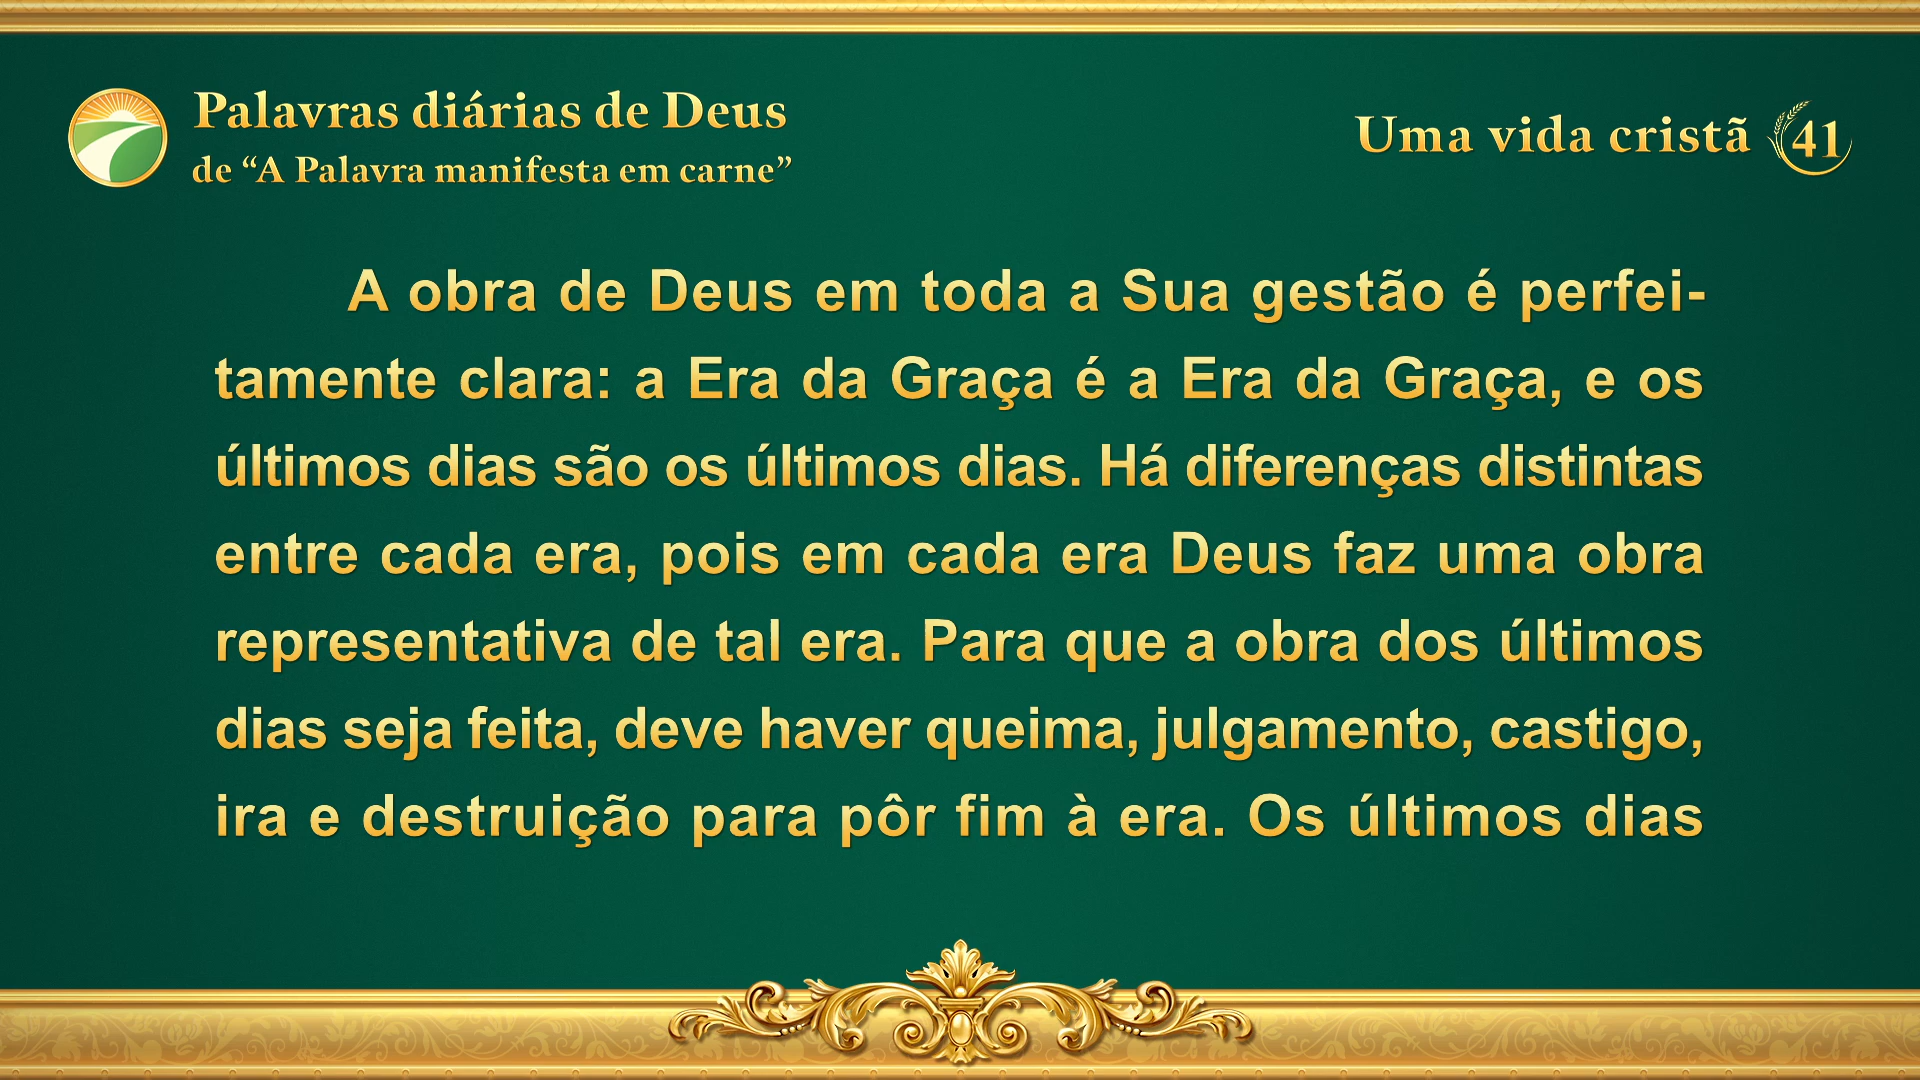 Palavras diárias de Deus
de “A Palavra manifesta em carne”
Uma vida cristã 41
A obra de Deus em toda a Sua gestão é perfei-
tamente clara: a Era da Graça é a Era da Graça, e os
últimos dias são os últimos dias. Há diferenças distintas
entre cada era, pois em cada era Deus faz uma obra
representativa de tal era. Para que a obra dos últimos
dias seja feita, deve haver queima, julgamento, castigo,
ira e destruição para pôr fim à era. Os últimos dias